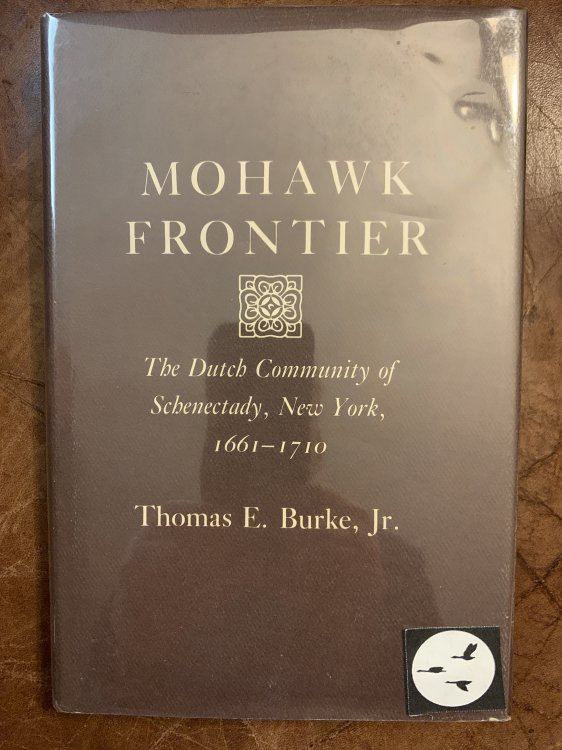 MOHAWK
FRONTIER
The Dutch Community of
Schenectady, New York,
1661–1710
Thomas E. Burke, Jr.